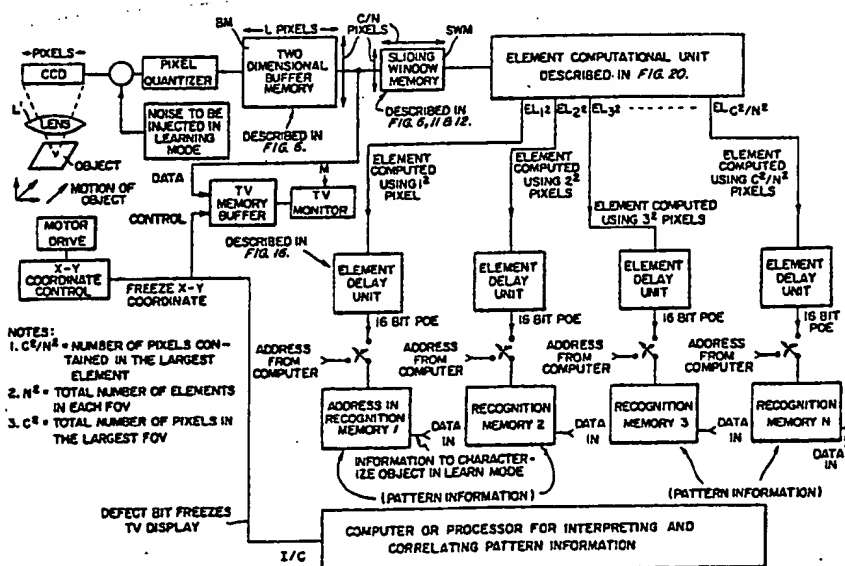 PIXELS
CCD
L'
LENS
OBJECT
MOTION OF
OBJECT
PIXEL
QUANTIZER
NOISE TO BE
INJECTED IN
LEARNING
MODE
BM
L PIXELS
TWO
DIMENSIONAL
BUFFER
MEMORY
DESCRIBED IN
FIG. 6.
C/N
PIXELS
SWM
SLIDING
WINDOW
MEMORY
DESCRIBED IN
FIG. 6, 11 & 12.
ELEMENT COMPUTATIONAL UNIT
DESCRIBED IN FIG. 20.
EL1² EL2² EL3² EL C²/N²
DATA
CONTROL
TV
MEMORY
BUFFER
M
TV
MONITOR
MOTOR
DRIVE
X-Y
COORDINATE
CONTROL
FREEZE X-Y
COORDINATE
DESCRIBED IN
FIG. 16.
ELEMENT
COMPUTED
USING 1²
PIXEL
ELEMENT
COMPUTED
USING 2²
PIXELS
ELEMENT
COMPUTED
USING 3² PIXELS
ELEMENT
COMPUTED
USING C²/N²
PIXELS
ELEMENT
DELAY
UNIT
ELEMENT
DELAY
UNIT
ELEMENT
DELAY
UNIT
ELEMENT
DELAY
UNIT
16 BIT POE
16 BIT POE
16 BIT POE
16 BIT
POE
ADDRESS
FROM
COMPUTER
ADDRESS
FROM
COMPUTER
ADDRESS
FROM
COMPUTER
ADDRESS
FROM
COMPUTER
NOTES:
1. C²/N² = NUMBER OF PIXELS CON-
TAINED IN THE LARGEST
ELEMENT
2. N² = TOTAL NUMBER OF ELEMENTS
IN EACH FOV
3. C² = TOTAL NUMBER OF PIXELS IN
THE LARGEST FOV
ADDRESS IN
RECOGNITION
MEMORY 1
DATA
IN
RECOGNITION
MEMORY 2
DATA
IN
RECOGNITION
MEMORY 3
DATA
IN
RECOGNITION
MEMORY N
DATA
IN
INFORMATION TO CHARACTER-
IZE OBJECT IN LEARN MODE
(PATTERN INFORMATION)
(PATTERN INFORMATION)
DEFECT BIT FREEZES
TV DISPLAY
I/C
COMPUTER OR PROCESSOR FOR INTERPRETING AND
CORRELATING PATTERN INFORMATION